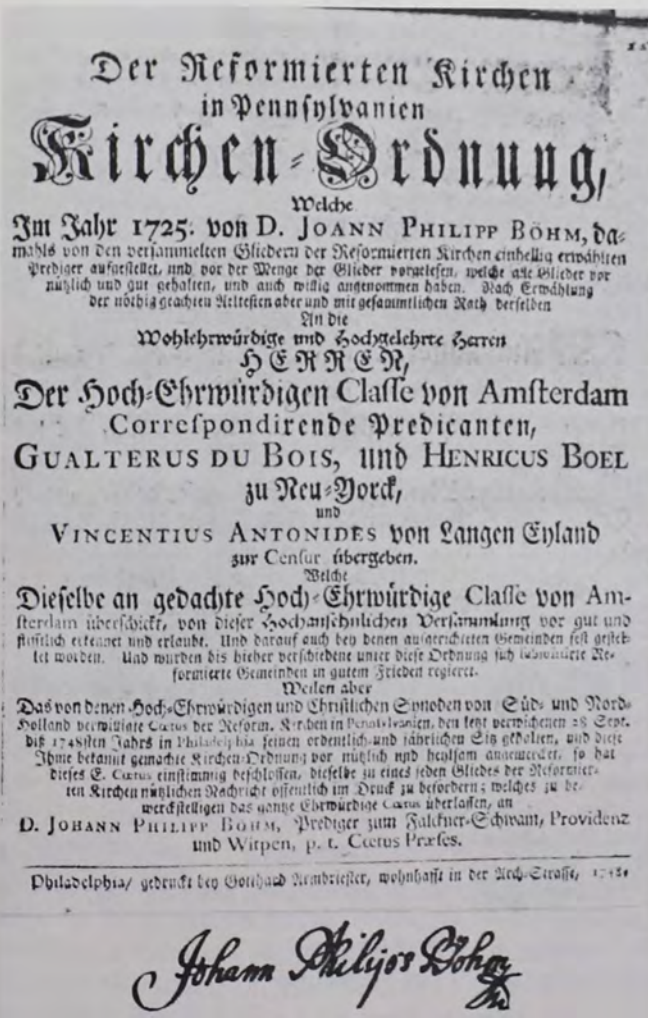 Der Reformierten Kirchen
in Pennsylvanien
Kirchen-Ordnung,
Welche
Im Jahr 1725. von D. JOANN PHILIPP BÖHM, da-
mahls von den versammelten Gliedern der Reformierten Kirchen einhellig erwählten
Prediger aufgestellet, und vor der Menge der Glieder vorgelesen, welche alle Glieder vor
nützlich und gut gehalten, und auch willig angenommen haben. Nach Erwählung
der nöthig geachten Aeltesten aber und mit gesammtlichen Rath derselben
An die
Wohlehrwürdige und Hochgelehrte Herren
HERREN,
Der Hoch-Ehrwürdigen Classe von Amsterdam
Correspondirende Predicanten,
GUALTERUS DU BOIS, und HENRICUS BOEL
zu Neu-Yorck,
und
VINCENTIUS ANTONIDES von Langen Eyland
zur Censur übergeben.
Welche
Dieselbe an gedachte Hoch-Ehrwürdige Classe von Am-
sterdam überschickt, von dieser Hochansehnlichen Versammlung vor gut und
stifftlich erkennet und erlaubt. Und darauf auch bey denen aufgerichteten Gemeinden fest gestel-
let worden. Und wurden bis hieher verschiedene unter diese Ordnung sich Re-
formierte Gemeinden in gutem Frieden regieret.
Weilen aber
Das von denen Hoch-Ehrwürdigen und Christlichen Synoden von Süd- und Nord-
Holland verwilligte Cœtus der Reform. Kirchen in Pennsylvanien, den letzt verwichenen 28 Sept.
diß 1748sten Jahrs in Philadelphia seinen ordentlich- und jährlichen Sitz gehalten, und diese
Ihme bekannt gemachte Kirchen-Ordnung vor nützlich und heylsam angemercket, so hat
dieses E. Cœtus einstimmig beschlossen, dieselbe zu eines jeden Gliedes der Reformier-
ten Kirchen nützlichen Nachricht öffentlich im Druck zu befördern; welches zu be-
werckstelligen das gantze Ehrwürdige Cœtus überlassen, an
D. JOHANN PHILIPP BÖHM, Prediger zum Falckner-Schwam, Providenz
und Witpen, p. t. Cœtus Præses.
Philadelphia/ gedruckt bey Gotthard Armbriester, wohnhafft in der Arch-Strasse, 1748.
Johann Philips Böhm